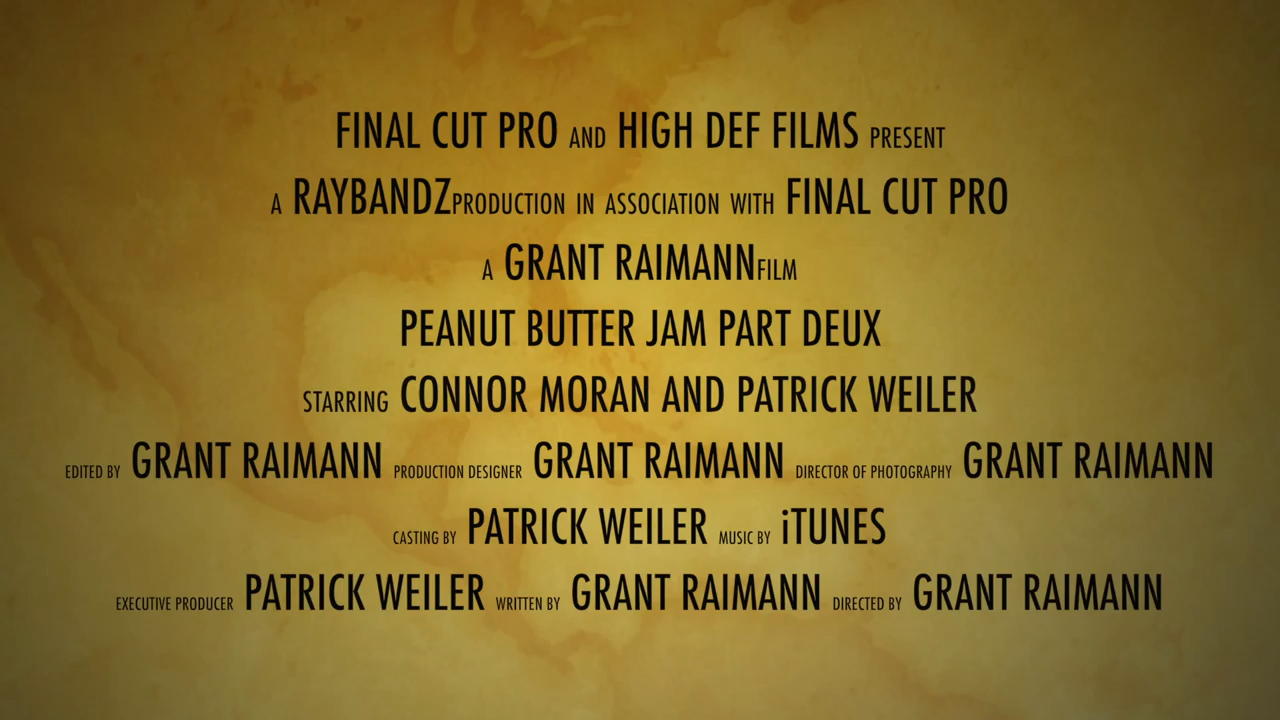 FINAL CUT PRO AND HIGH DEF FILMS PRESENT
A RAYBANDZPRODUCTION IN ASSOCIATION WITH FINAL CUT PRO
A GRANT RAIMANNFILM
PEANUT BUTTER JAM PART DEUX
STARRING CONNOR MORAN AND PATRICK WEILER
EDITED BY GRANT RAIMANN PRODUCTION DESIGNER GRANT RAIMANN DIRECTOR OF PHOTOGRAPHY GRANT RAIMANN
CASTING BY PATRICK WEILER MUSIC BY iTUNES
EXECUTIVE PRODUCER PATRICK WEILER WRITTEN BY GRANT RAIMANN DIRECTED BY GRANT RAIMANN